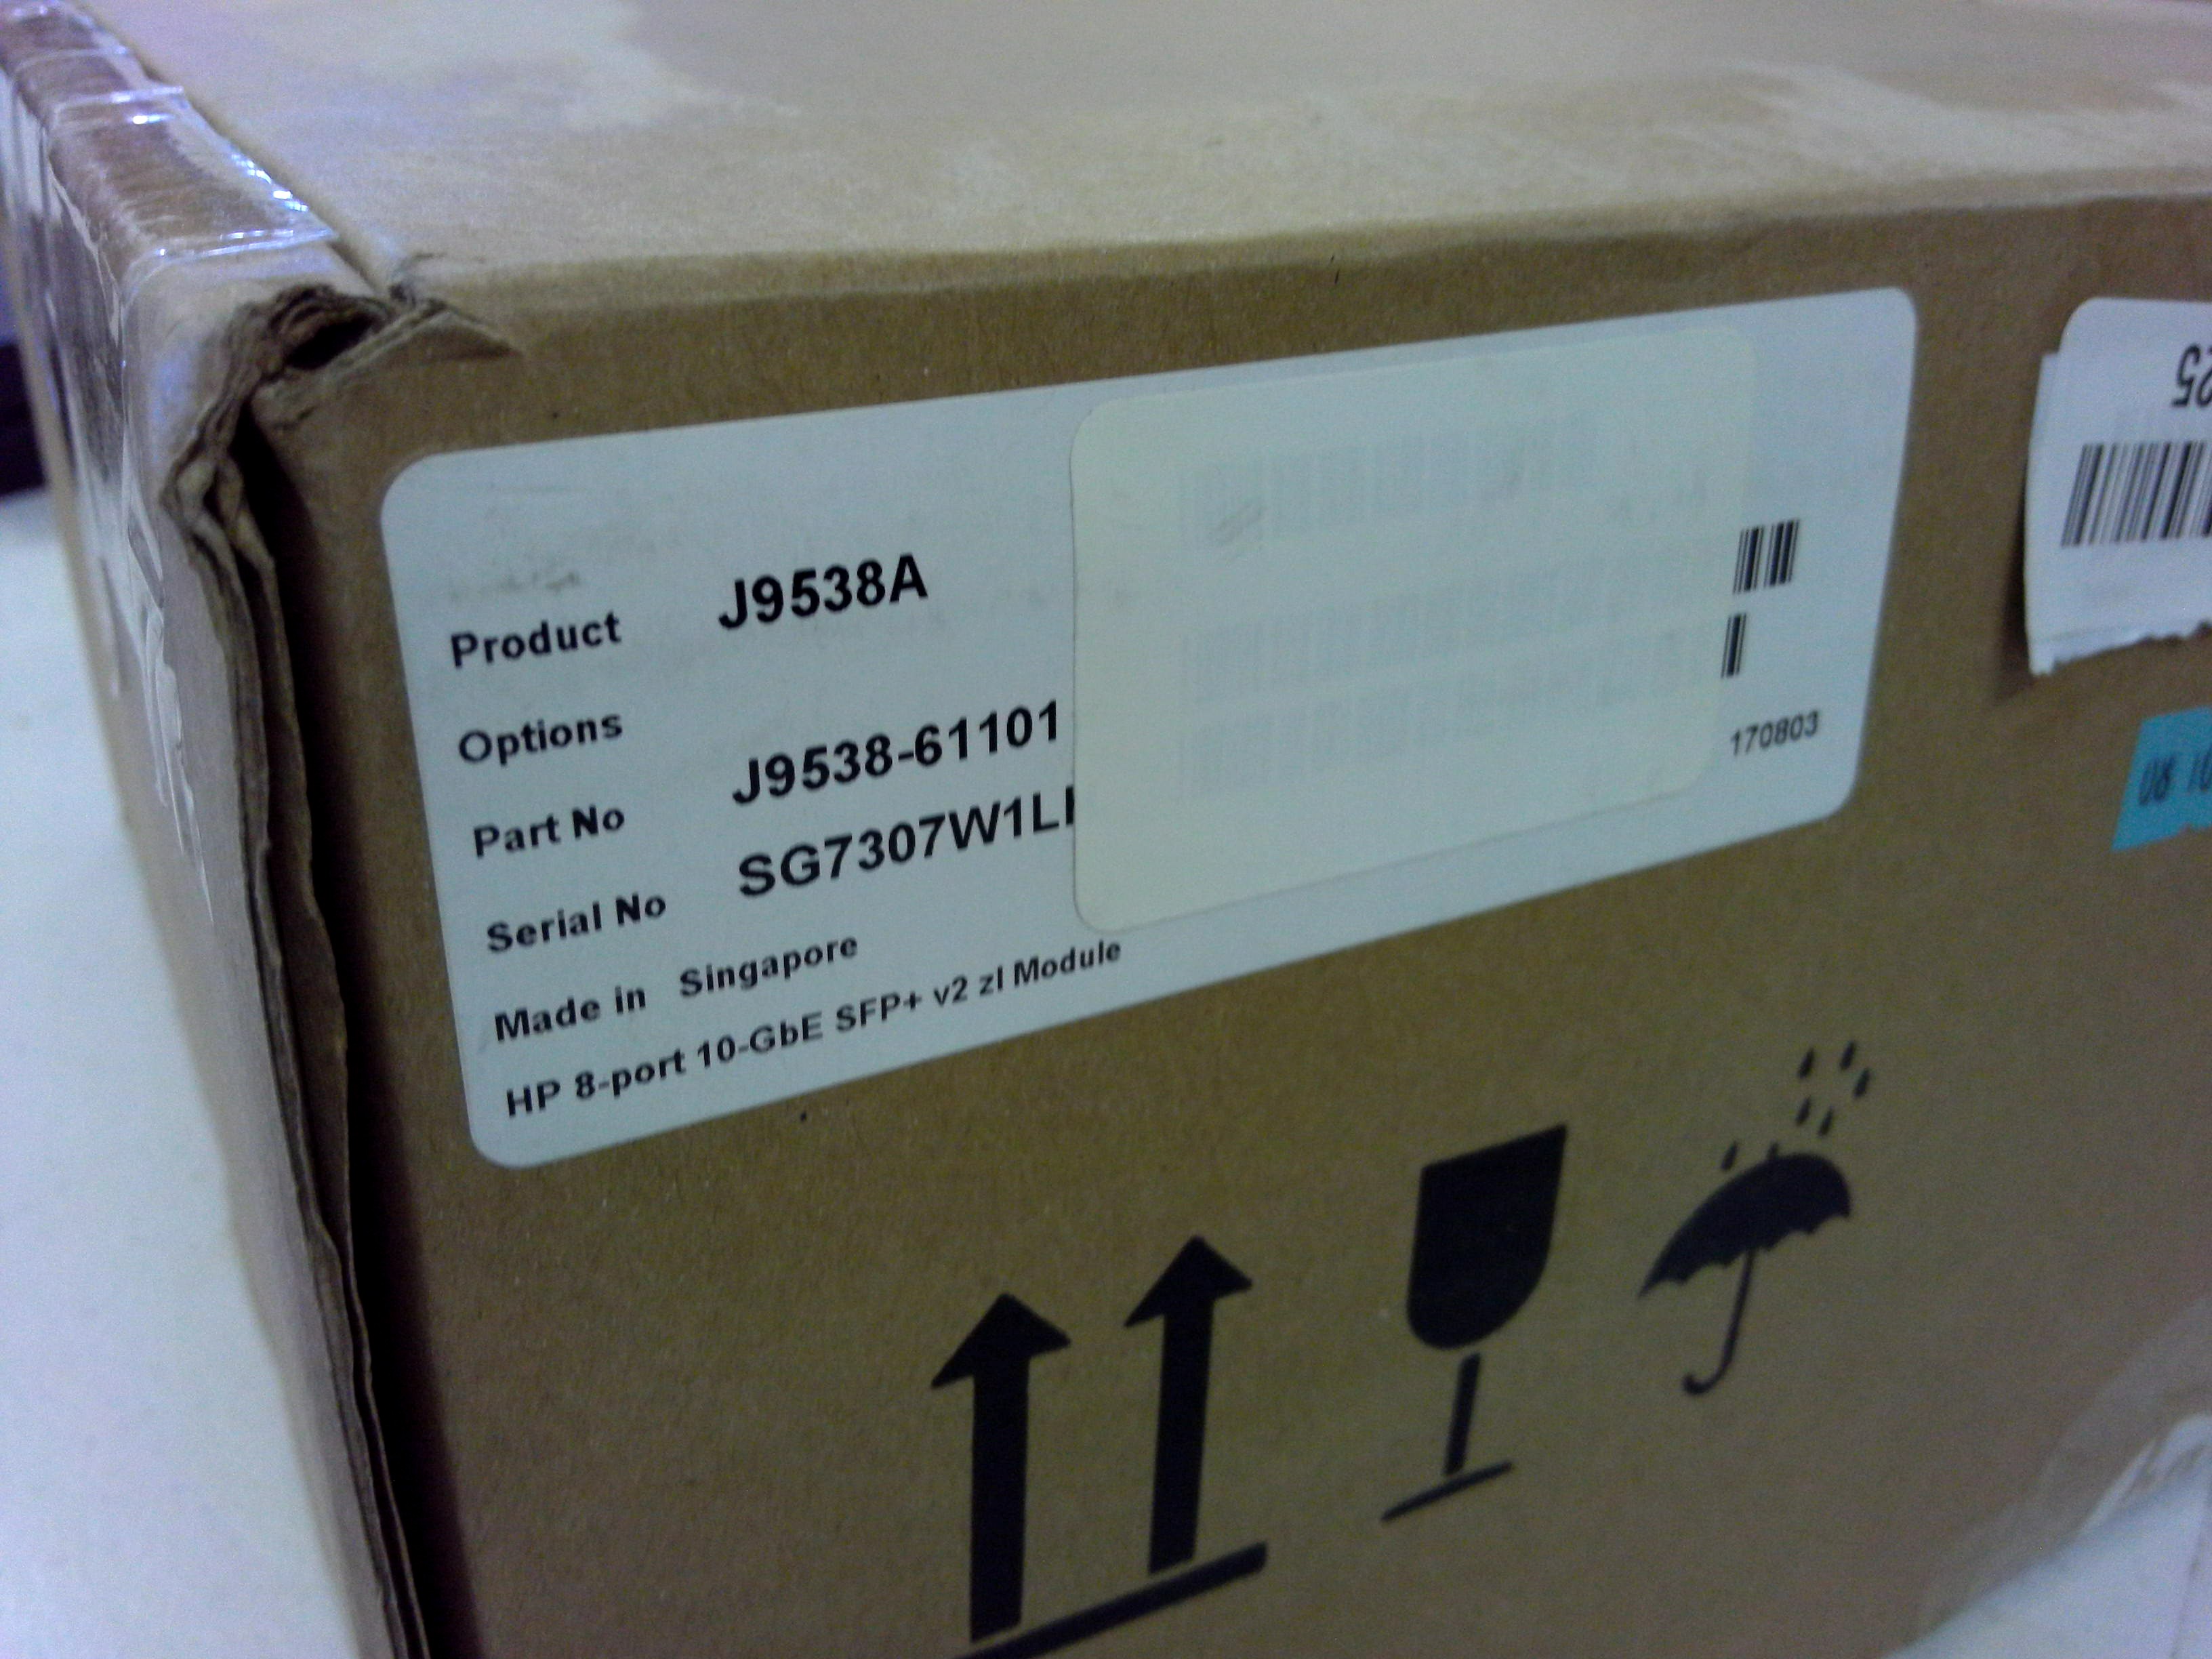 Product J9538A
Options
Part No J9538-61101
Serial No SG7307W1L
170803
Made in Singapore
HP 8-port 10-GbE SFP+ v2 zl Module
25
08